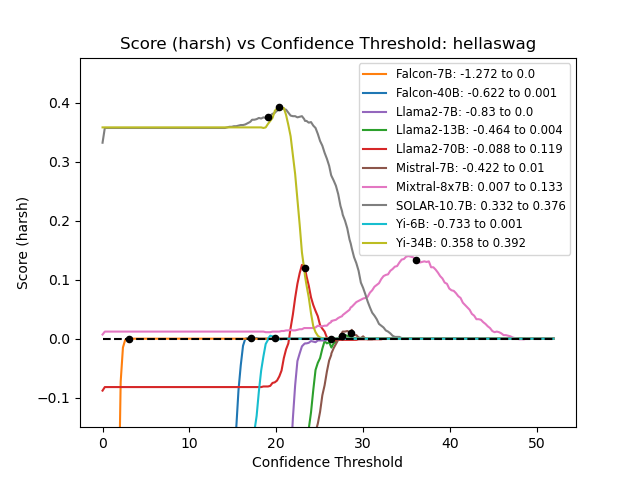 Score (harsh) vs Confidence Threshold: hellaswag
Falcon-7B: -1.272 to 0.0
Falcon-40B: -0.622 to 0.001
Llama2-7B: -0.83 to 0.0
Llama2-13B: -0.464 to 0.004
Llama2-70B: -0.088 to 0.119
Mistral-7B: -0.422 to 0.01
Mixtral-8x7B: 0.007 to 0.133
SOLAR-10.7B: 0.332 to 0.376
Yi-6B: -0.733 to 0.001
Yi-34B: 0.358 to 0.392
Score (harsh)
0.4
0.3
0.2
0.1
0.0
−0.1
0 10 20 30 40 50
Confidence Threshold